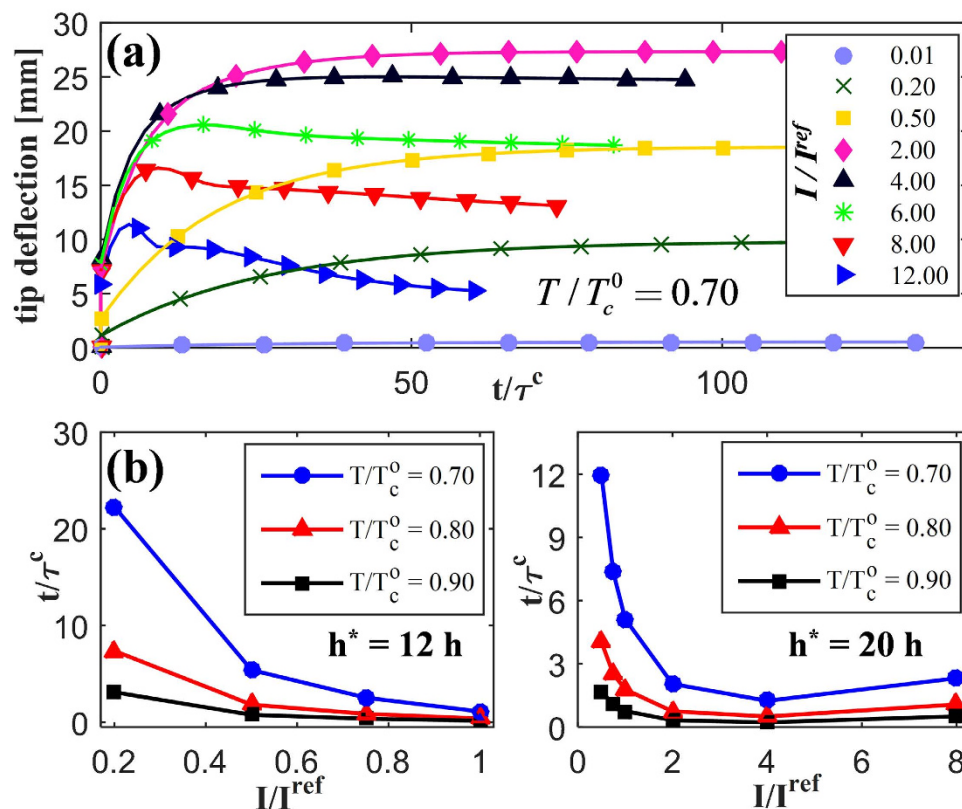 (a)
tip deflection [mm]
30
25
20
15
10
5
0
0
50
100
t/τᶜ
T / T_c^0 = 0.70
I / I^ref
0.01
0.20
0.50
2.00
4.00
6.00
8.00
12.00
(b)
t/τᶜ
30
20
10
0
0.2
0.4
0.6
0.8
1
I/I^ref
T/T_c^o = 0.70
T/T_c^o = 0.80
T/T_c^o = 0.90
h* = 12 h
t/τᶜ
12
9
6
3
0
0
2
4
6
8
I/I^ref
T/T_c^o = 0.70
T/T_c^o = 0.80
T/T_c^o = 0.90
h* = 20 h